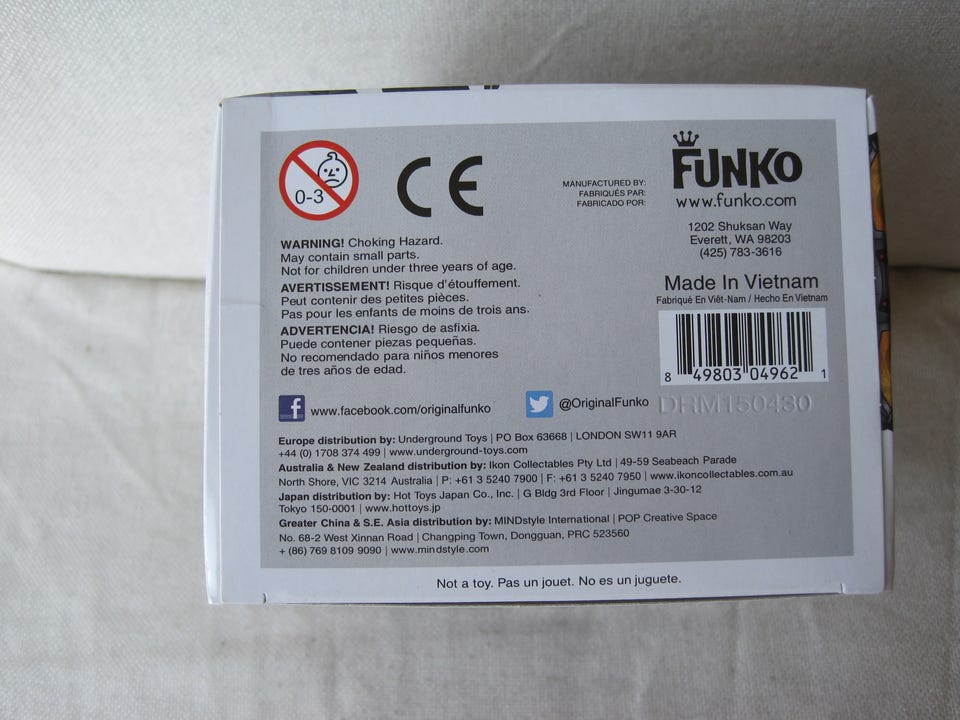 0-3
CE
WARNING! Choking Hazard.
May contain small parts.
Not for children under three years of age.
AVERTISSEMENT! Risque d'étouffement.
Peut contenir des petites pièces.
Pas pour les enfants de moins de trois ans.
ADVERTENCIA! Riesgo de asfixia.
Puede contener piezas pequeñas.
No recomendado para niños menores
de tres años de edad.
MANUFACTURED BY:
FABRIQUÉS PAR:
FABRICADO POR:
FUNKO
www.funko.com
1202 Shuksan Way
Everett, WA 98203
(425) 783-3616
Made In Vietnam
Fabriqué En Viêt-Nam / Hecho En Vietnam
8 49803 04962 1
DRM150430
f www.facebook.com/originalfunko
@OriginalFunko
Europe distribution by: Underground Toys | PO Box 63668 | LONDON SW11 9AR
+44 (0) 1708 374 499 | www.underground-toys.com
Australia & New Zealand distribution by: Ikon Collectables Pty Ltd | 49-59 Seabeach Parade
North Shore, VIC 3214 Australia | P: +61 3 5240 7900 | F: +61 3 5240 7950 | www.ikoncollectables.com.au
Japan distribution by: Hot Toys Japan Co., Inc. | G Bldg 3rd Floor | Jingumae 3-30-12
Tokyo 150-0001 | www.hottoys.jp
Greater China & S.E. Asia distribution by: MINDstyle International | POP Creative Space
No. 68-2 West Xinnan Road | Changping Town, Dongguan, PRC 523560
+ (86) 769 8109 9090 | www.mindstyle.com
Not a toy. Pas un jouet. No es un juguete.